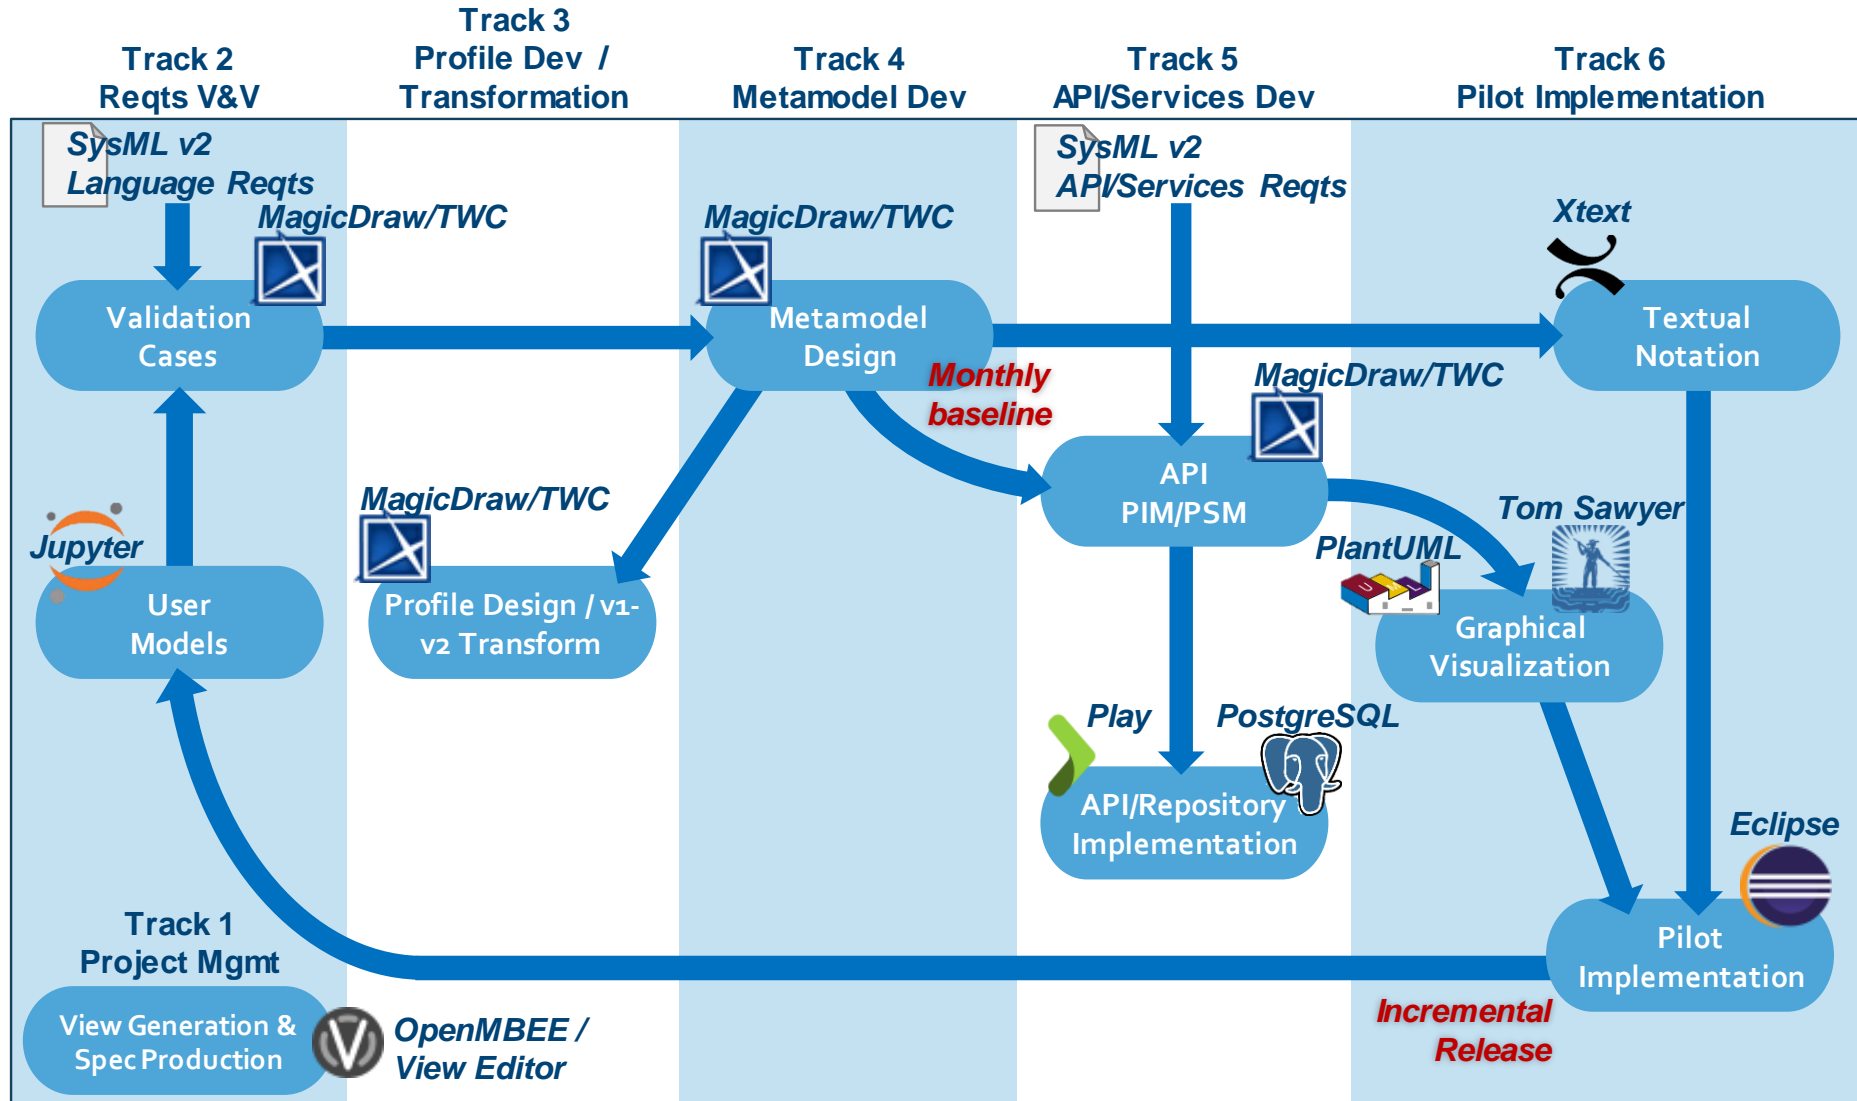 Track 2
Reqts V&V
Track 3
Profile Dev /
Transformation
Track 4
Metamodel Dev
Track 5
API/Services Dev
Track 6
Pilot Implementation
SysML v2
Language Reqts
MagicDraw/TWC
Validation
Cases
Jupyter
User
Models
Track 1
Project Mgmt
View Generation &
Spec Production
V
OpenMBEE /
View Editor
MagicDraw/TWC
Profile Design / v1-
v2 Transform
MagicDraw/TWC
Metamodel
Design
Monthly
baseline
SysML v2
API/Services Reqts
MagicDraw/TWC
API
PIM/PSM
Play
PostgreSQL
API/Repository
Implementation
Xtext
Textual
Notation
Tom Sawyer
PlantUML
U M L
Graphical
Visualization
Eclipse
Pilot
Implementation
Incremental
Release